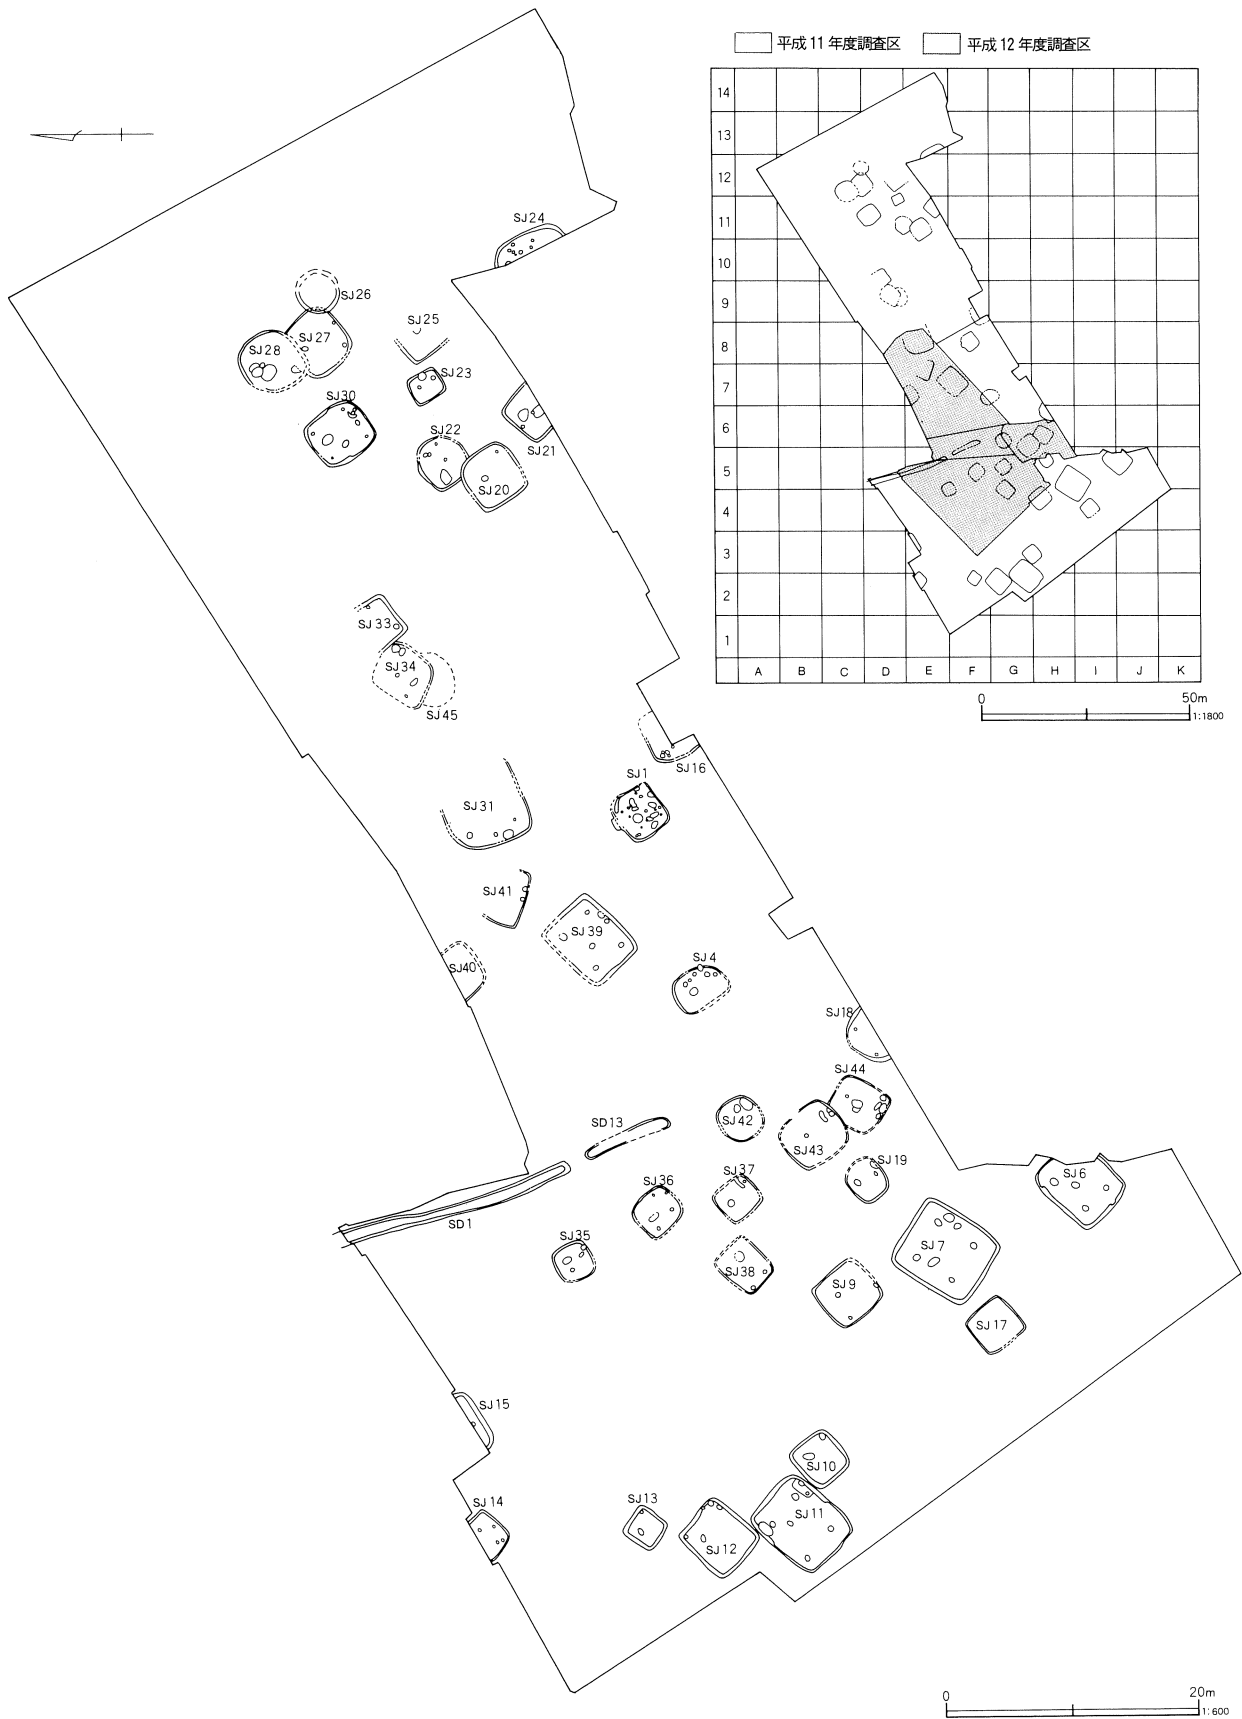 平成11年度調査区 平成12年度調査区
14
13
12
11
10
9
8
7
6
5
4
3
2
1
A B C D E F G H I J K
0 50m
1:1800
SJ24
SJ26
SJ25
SJ27
SJ28
SJ23
SJ30
SJ22
SJ21
SJ20
SJ33
SJ34
SJ45
SJ16
SJ1
SJ31
SJ41
SJ39
SJ40
SJ4
SJ18
SJ44
SD13
SJ42
SJ43
SJ19
SJ37
SJ6
SJ36
SD1
SJ35
SJ7
SJ38
SJ9
SJ17
SJ15
SJ10
SJ14
SJ13
SJ11
SJ12
0 20m
1:600